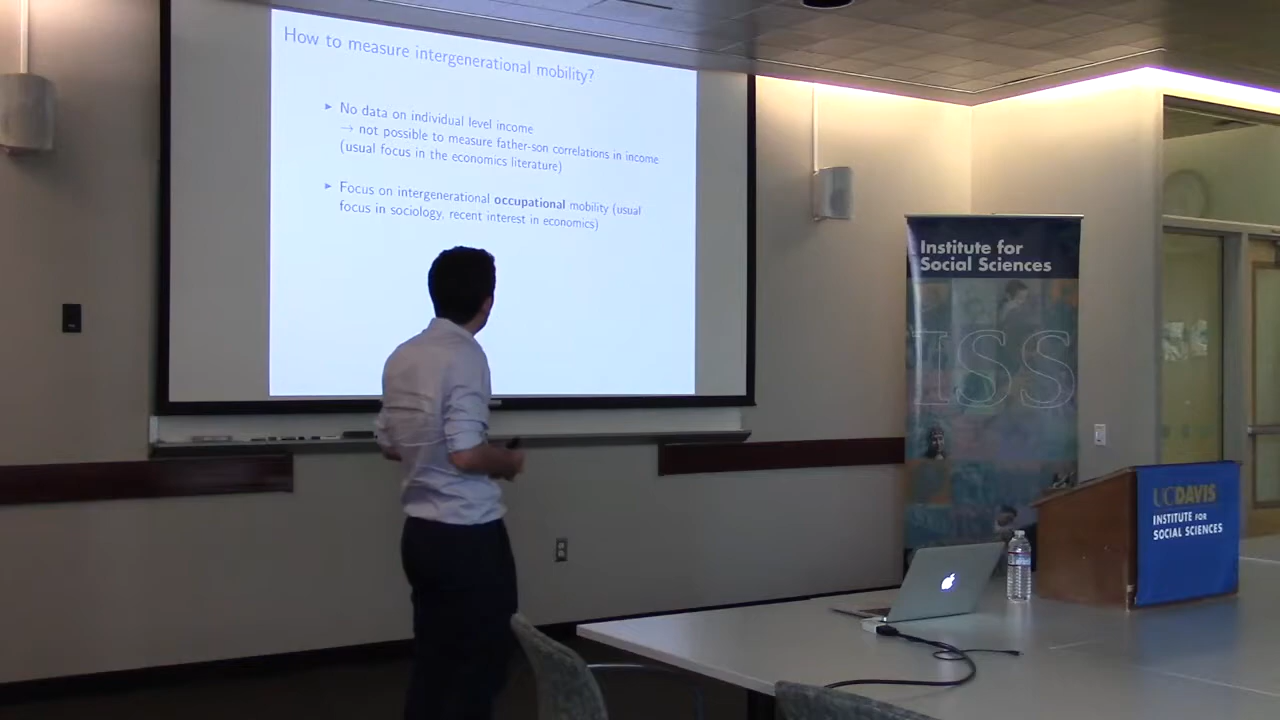 How to measure intergenerational mobility?
▶ No data on individual level income
→ not possible to measure father-son correlations in income
(usual focus in the economics literature)
▶ Focus on intergenerational occupational mobility (usual
focus in sociology, recent interest in economics)
Institute for
Social Sciences
ISS
UCDAVIS
INSTITUTE FOR
SOCIAL SCIENCES